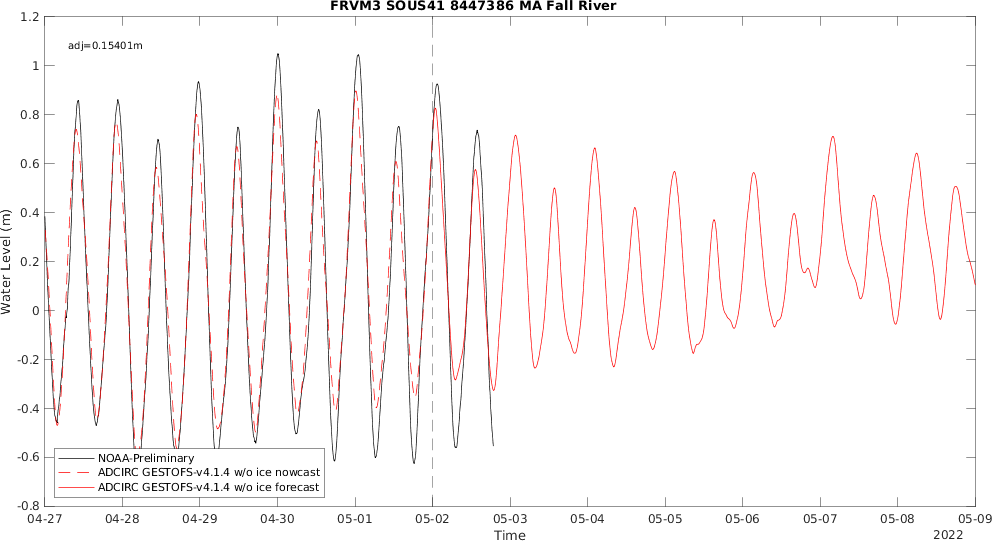 FRVM3 SOUS41 8447386 MA Fall River
1.2
1
0.8
0.6
0.4
0.2
0
-0.2
-0.4
-0.6
-0.8
Water Level (m)
adj=0.15401m
NOAA-Preliminary
ADCIRC GESTOFS-v4.1.4 w/o ice nowcast
ADCIRC GESTOFS-v4.1.4 w/o ice forecast
04-27 04-28 04-29 04-30 05-01 05-02 05-03 05-04 05-05 05-06 05-07 05-08 05-09
Time
2022